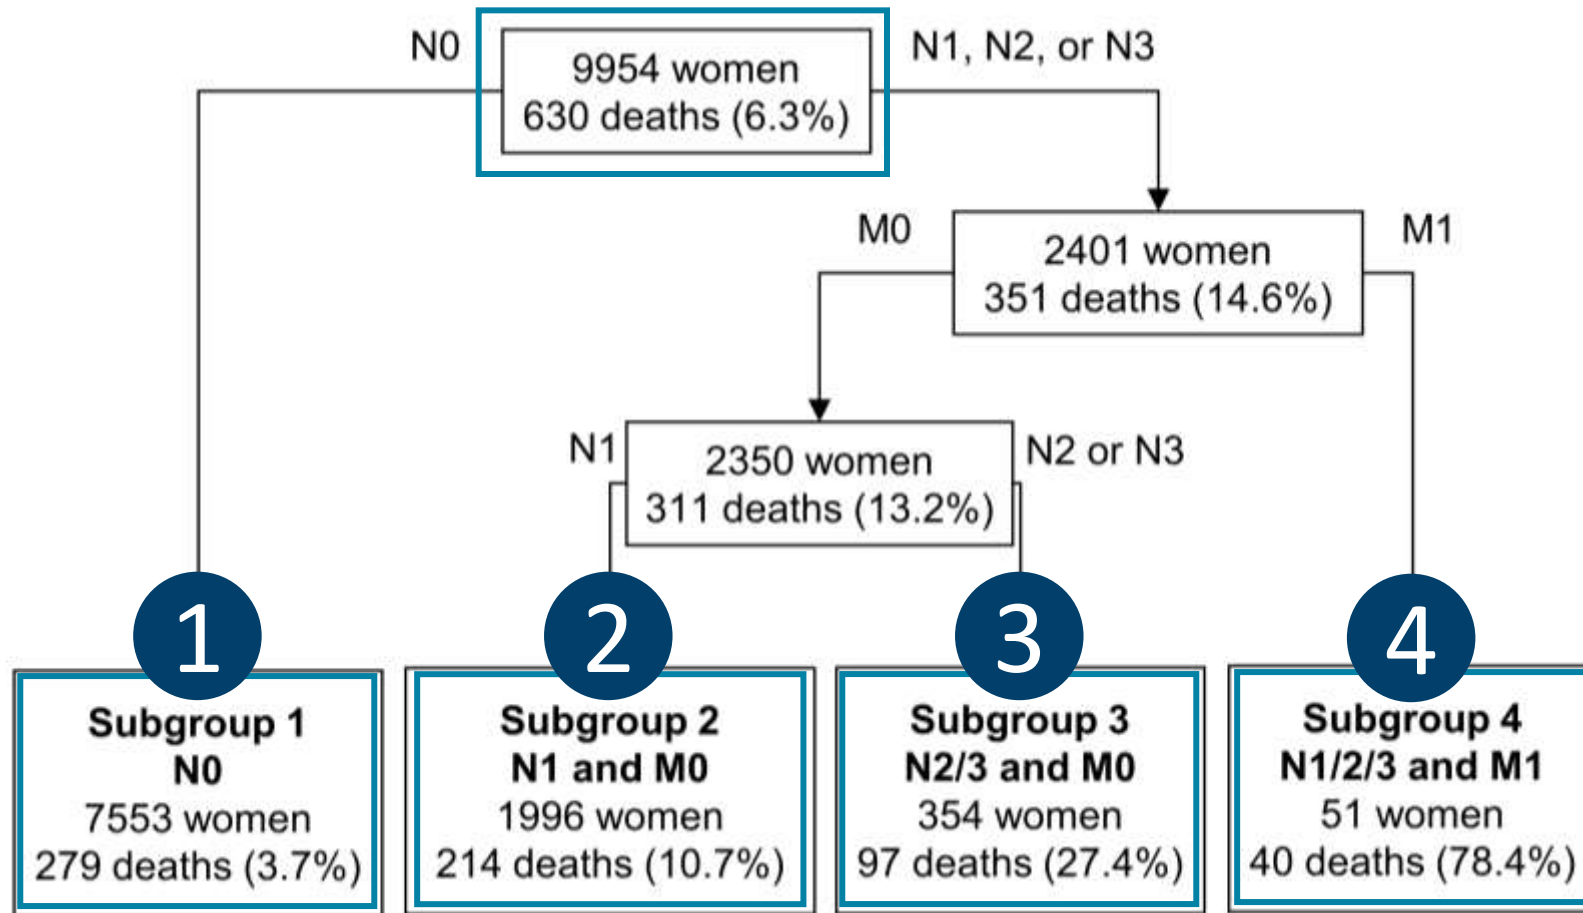 N0
9954 women
630 deaths (6.3%)
N1, N2, or N3
M0
2401 women
351 deaths (14.6%)
M1
N1
2350 women
311 deaths (13.2%)
N2 or N3
1
2
3
4
Subgroup 1
N0
7553 women
279 deaths (3.7%)
Subgroup 2
N1 and M0
1996 women
214 deaths (10.7%)
Subgroup 3
N2/3 and M0
354 women
97 deaths (27.4%)
Subgroup 4
N1/2/3 and M1
51 women
40 deaths (78.4%)